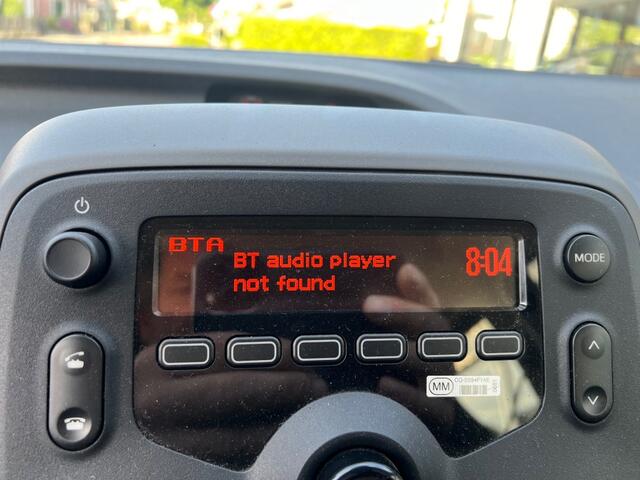 BTA
BT audio player
8:04
not found
MODE
MM